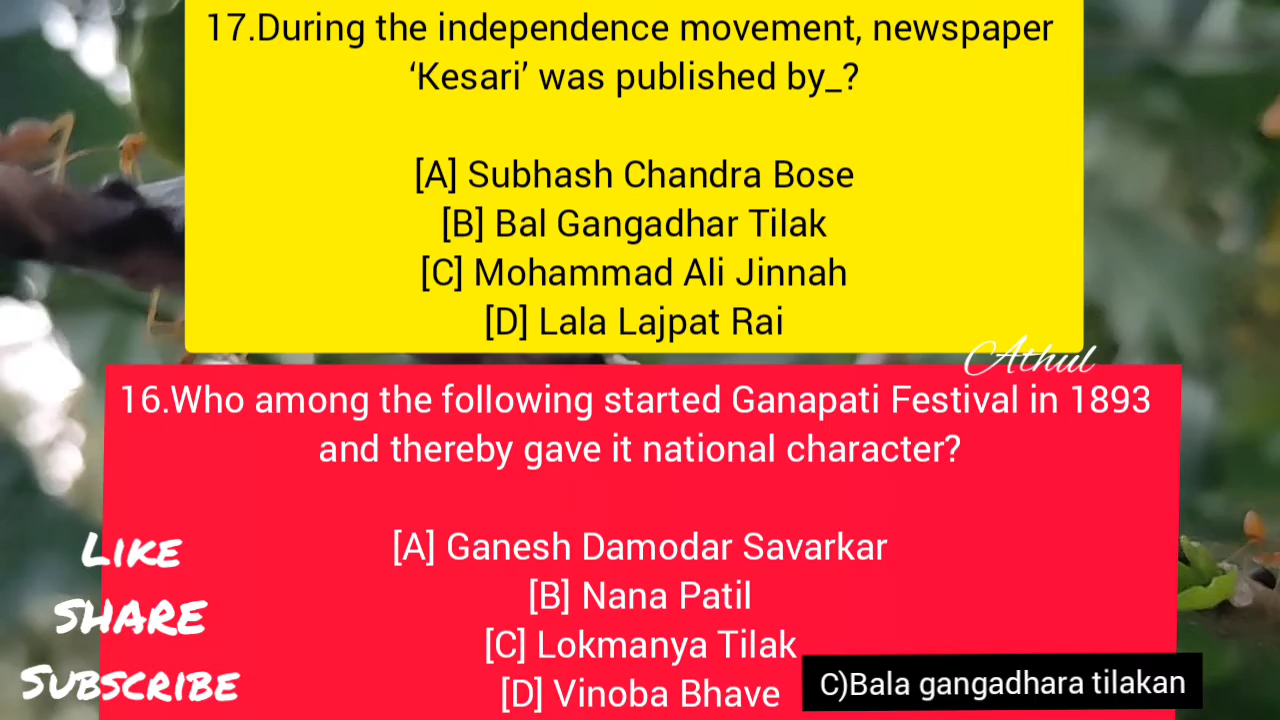 17.During the independence movement, newspaper
‘Kesari’ was published by_?
[A] Subhash Chandra Bose
[B] Bal Gangadhar Tilak
[C] Mohammad Ali Jinnah
[D] Lala Lajpat Rai
Athul
16.Who among the following started Ganapati Festival in 1893
and thereby gave it national character?
[A] Ganesh Damodar Savarkar
[B] Nana Patil
[C] Lokmanya Tilak
[D] Vinoba Bhave
C)Bala gangadhara tilakan
LIKE
SHARE
SUBSCRIBE